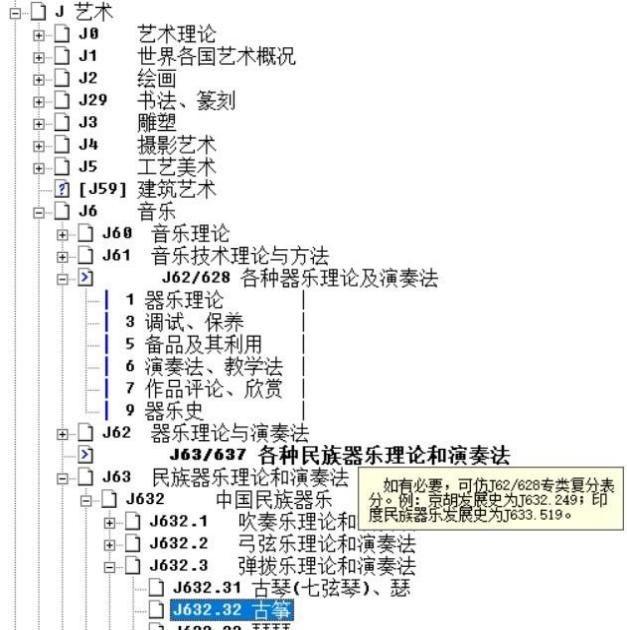 J 艺术
J0 艺术理论
J1 世界各国艺术概况
J2 绘画
J29 书法、篆刻
J3 雕塑
J4 摄影艺术
J5 工艺美术
[J59] 建筑艺术
J6 音乐
J60 音乐理论
J61 音乐技术理论与方法
J62/628 各种器乐理论及演奏法
1 器乐理论
3 调试、保养
5 备品及其利用
6 演奏法、教学法
7 作品评论、欣赏
9 器乐史
J62 器乐理论与演奏法
J63/637 各种民族器乐理论和演奏法
J63 民族器乐理论和演奏法
如有必要，可仿J62/628专类复分表
分。例：京胡发展史为J632.249；印
度民族器乐发展史为J633.519。
J632 中国民族器乐
J632.1 吹奏乐理论和
J632.2 弓弦乐理论和演奏法
J632.3 弹拨乐理论和演奏法
J632.31 古琴(七弦琴)、瑟
J632.32 古筝